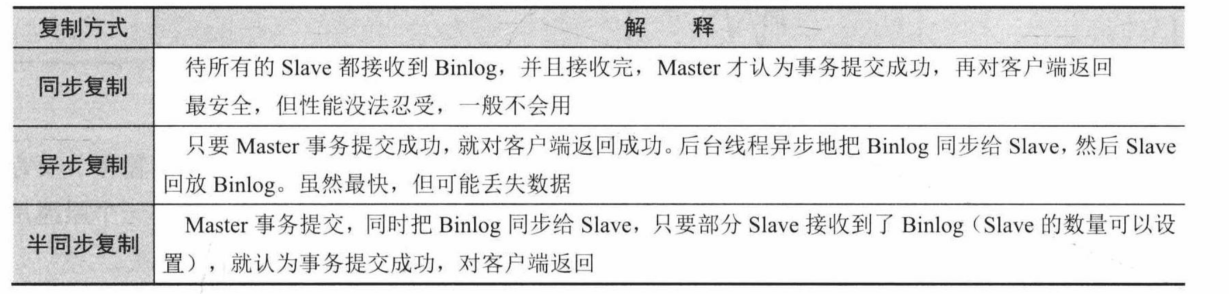 复制方式 解 释
同步复制
待所有的 Slave 都接收到 Binlog，并且接收完，Master 才认为事务提交成功，再对客户端返回
最安全，但性能没法忍受，一般不会用
异步复制
只要 Master 事务提交成功，就对客户端返回成功。后台线程异步地把 Binlog 同步给 Slave，然后 Slave
回放 Binlog。虽然最快，但可能丢失数据
半同步复制
Master 事务提交，同时把 Binlog 同步给 Slave，只要部分 Slave 接收到了 Binlog（Slave 的数量可以设
置），就认为事务提交成功，对客户端返回